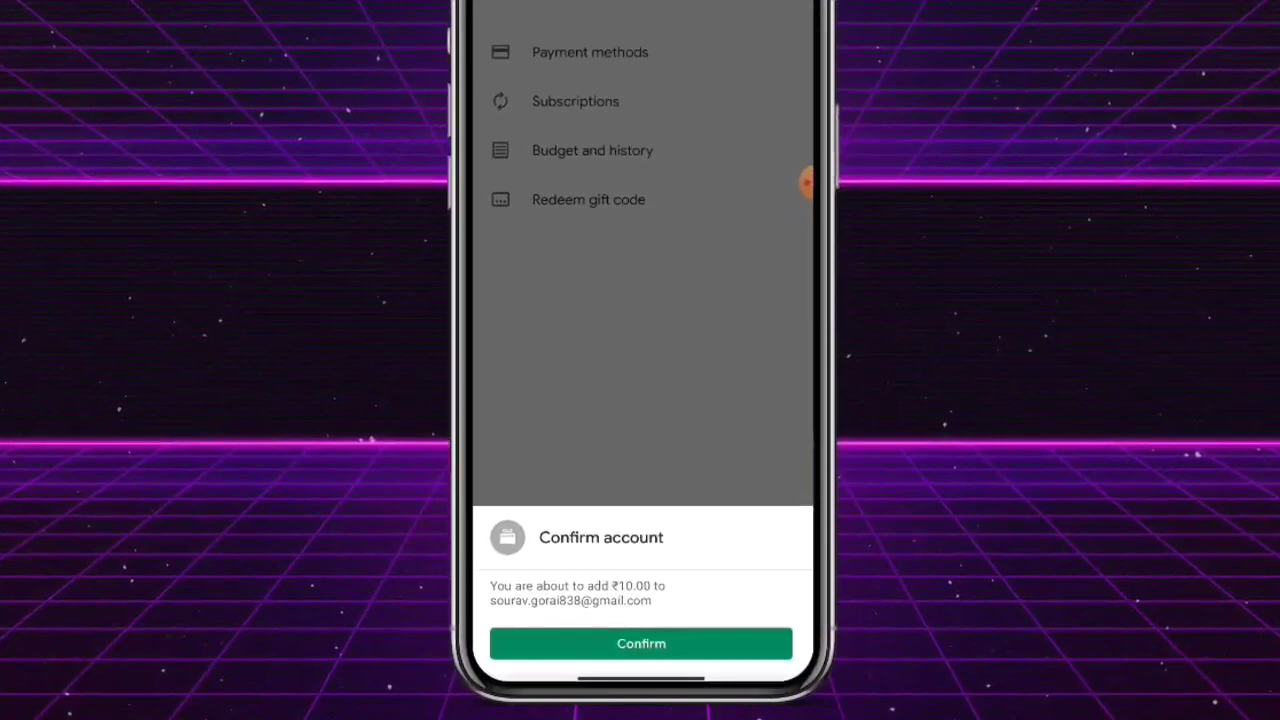 Payment methods
Subscriptions
Budget and history
Redeem gift code
Confirm account
You are about to add ₹10.00 to
sourav.gorai838@gmail.com
Confirm